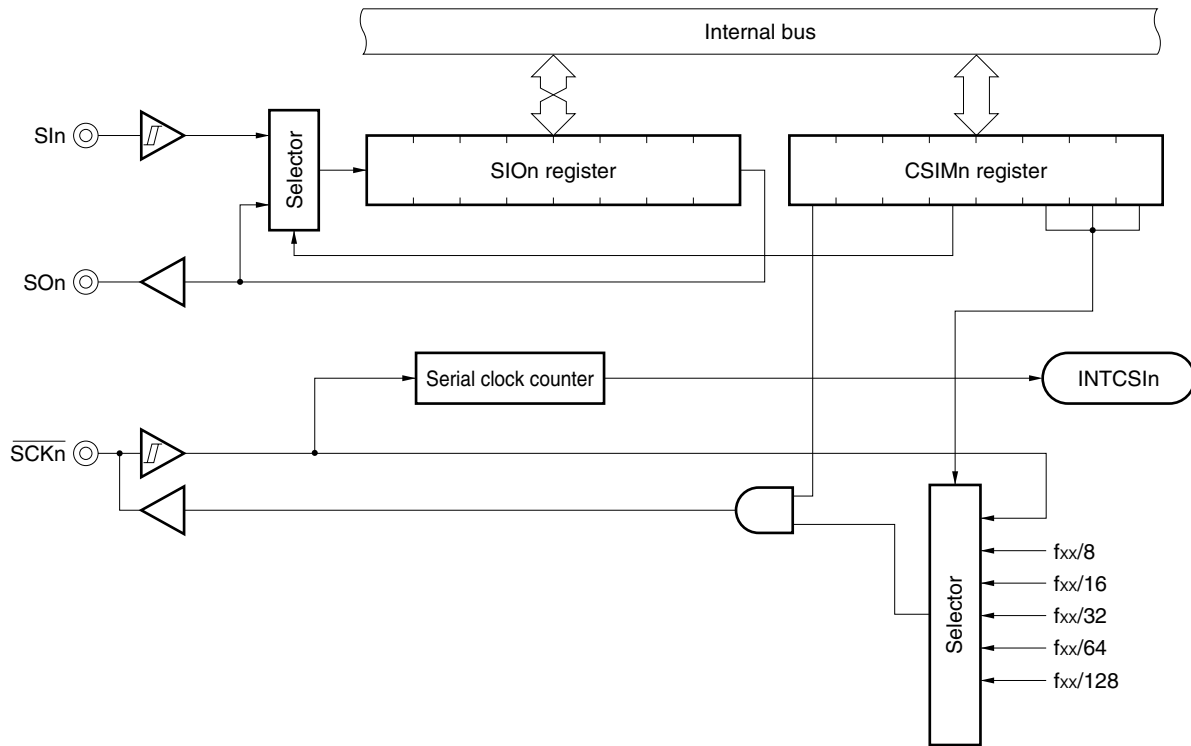 Internal bus
SIn
Selector
SIOn register
CSIMn register
SOn
Serial clock counter
INTCSIn
SCKn
Selector
fxx/8
fxx/16
fxx/32
fxx/64
fxx/128